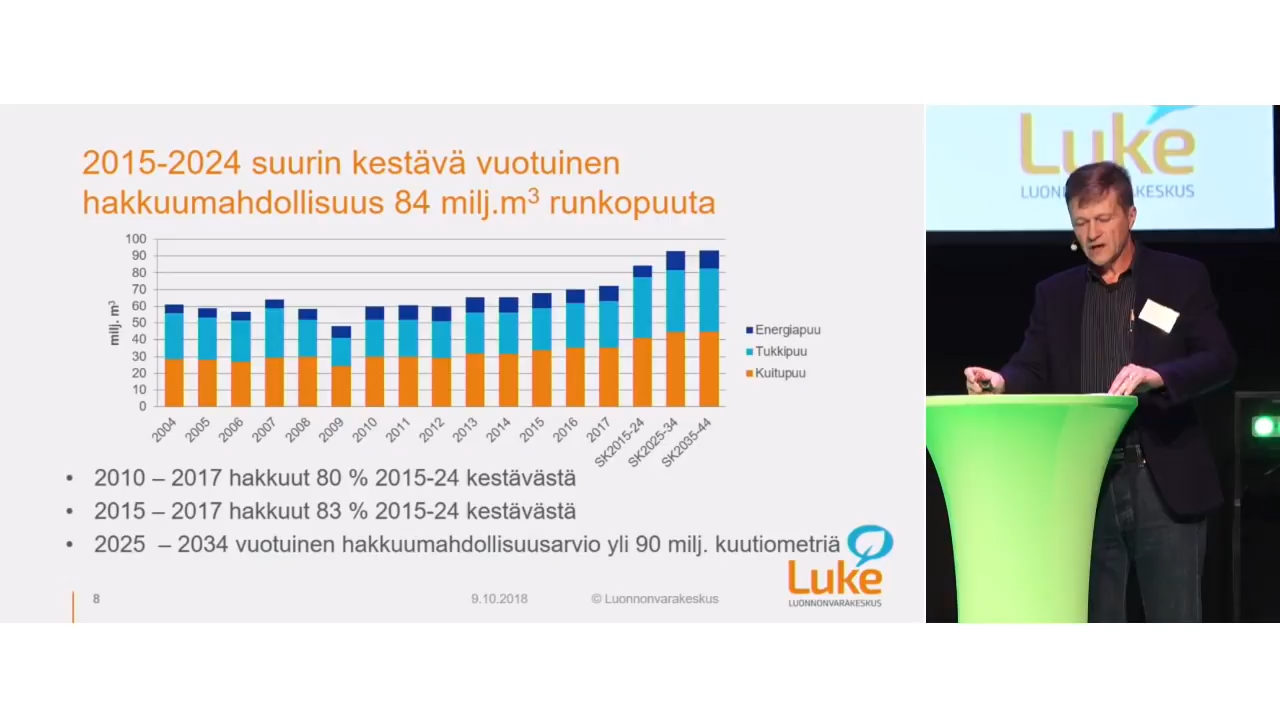 2015-2024 suurin kestävä vuotuinen
hakkuumahdollisuus 84 milj.m³ runkopuuta
milj. m³
100
90
80
70
60
50
40
30
20
10
0
2004
2005
2006
2007
2008
2009
2010
2011
2012
2013
2014
2015
2016
2017
SK2015-24
SK2025-34
SK2035-44
Energiapuu
Tukkipuu
Kuitupuu
• 2010 – 2017 hakkuut 80 % 2015-24 kestävästä
• 2015 – 2017 hakkuut 83 % 2015-24 kestävästä
• 2025 – 2034 vuotuinen hakkuumahdollisuusarvio yli 90 milj. kuutiometriä
8
9.10.2018
© Luonnonvarakeskus
Luke
LUONNONVARAKESKUS
Luke